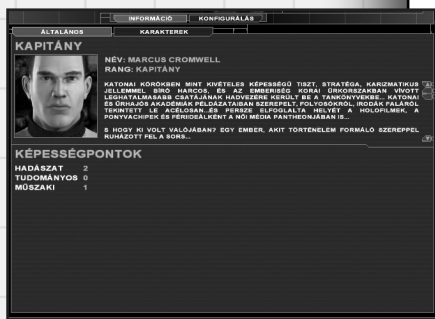 INFORMÁCIÓ KONFIGURÁLÁS
ÁLTALÁNOS KARAKTEREK
KAPITÁNY
NÉV: MARCUS CROMWELL
RANG: KAPITÁNY
KATONAI KÖRÖKBEN MINT KIVÉTELES KÉPESSÉGŰ TISZT, STRATÉGA, KARIZMATIKUS
JELLEMMEL BÍRÓ HARCOS, ÉS AZ EMBERISÉG KORAI ŰRKORSZAKBAN VÍVOTT
LEGHATALMASABB CSATÁJÁNAK HADVEZÉRE KERÜLT BE A TANKÖNYVEKBE... KATONAI
ÉS ŰRHAJÓS AKADÉMIÁK PÉLDÁZATAIBAN SZEREPELT, FOLYOSÓKRÓL, IRODÁK FALÁRÓL
TEKINTETT LE ACÉLOSAN...ÉS PERSZE ELFOGLALTA HELYÉT A HOLOFILMEK, A
PONYVACHIPEK ÉS FÉRIIDEÁLKÉNT A NŐI MÉDIA PANTHEONJÁBAN IS...
S HOGY KI VOLT VALÓJÁBAN? EGY EMBER, AKIT TÖRTÉNELEM FORMÁLÓ SZEREPPEL
RUHÁZOTT FEL A SORS...
KÉPESSÉGPONTOK
HADÁSZAT 2
TUDOMÁNYOS 0
MŰSZAKI 1